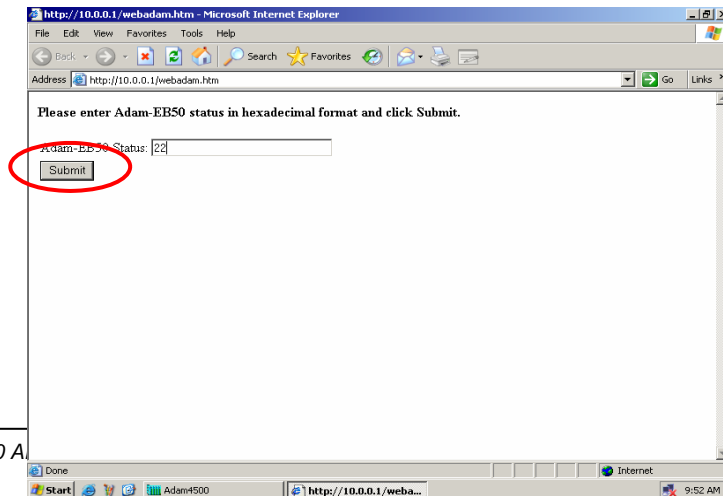 http://10.0.0.1/webadam.htm - Microsoft Internet Explorer
File Edit View Favorites Tools Help
Back Search Favorites
Address http://10.0.0.1/webadam.htm Go Links »
Please enter Adam-EB50 status in hexadecimal format and click Submit.
Adam-EB50 Status: 22
Submit
Done Internet
Start Adam4500 http://10.0.0.1/weba... 9:52 AM